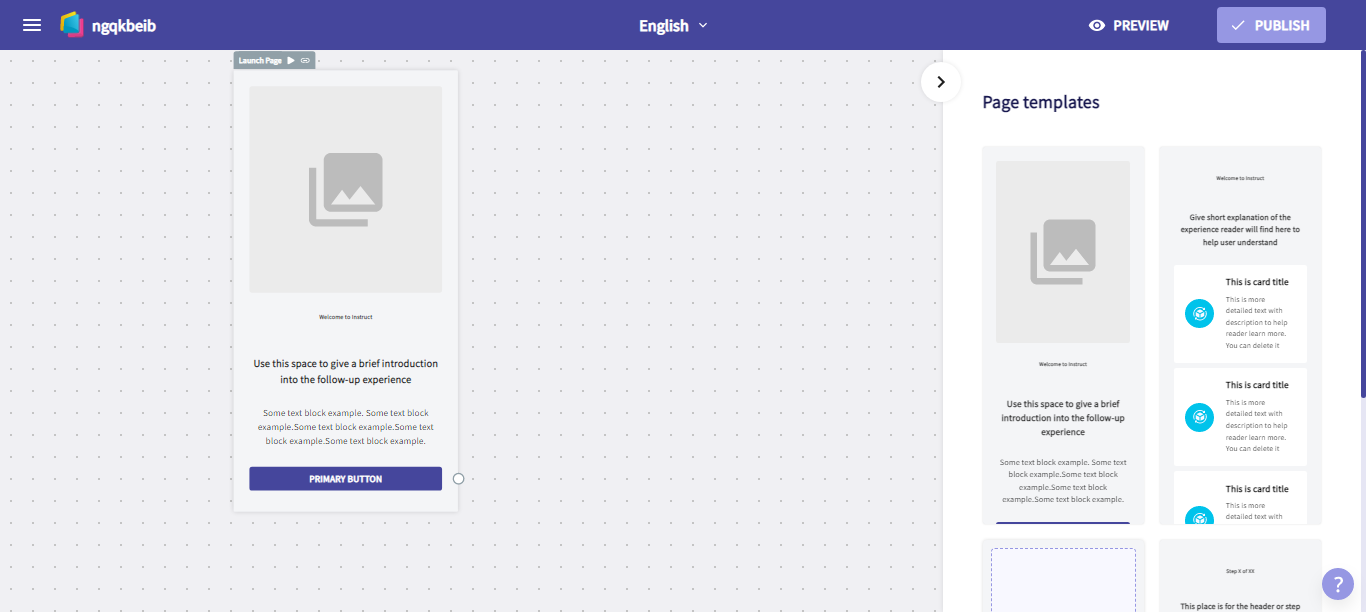 ngqkbeib
English
PREVIEW
PUBLISH
Launch Page
Welcome to Instruct
Use this space to give a brief introduction
into the follow-up experience
Some text block example. Some text block
example.Some text block example.Some text
block example.Some text block example.
PRIMARY BUTTON
Page templates
Welcome to Instruct
Use this space to give a brief
introduction into the follow-up
experience
Some text block example. Some text
block example.Some text block
example.Some text block
example.Some text block example.
Welcome to Instruct
Give short explanation of the
experience reader will find here to
help user understand
This is card title
This is more
detailed text with
description to help
reader learn more.
You can delete it
This is card title
This is more
detailed text with
description to help
reader learn more.
You can delete it
This is card title
This is more
detailed text with
Step X of XX
This place is for the header or step
?